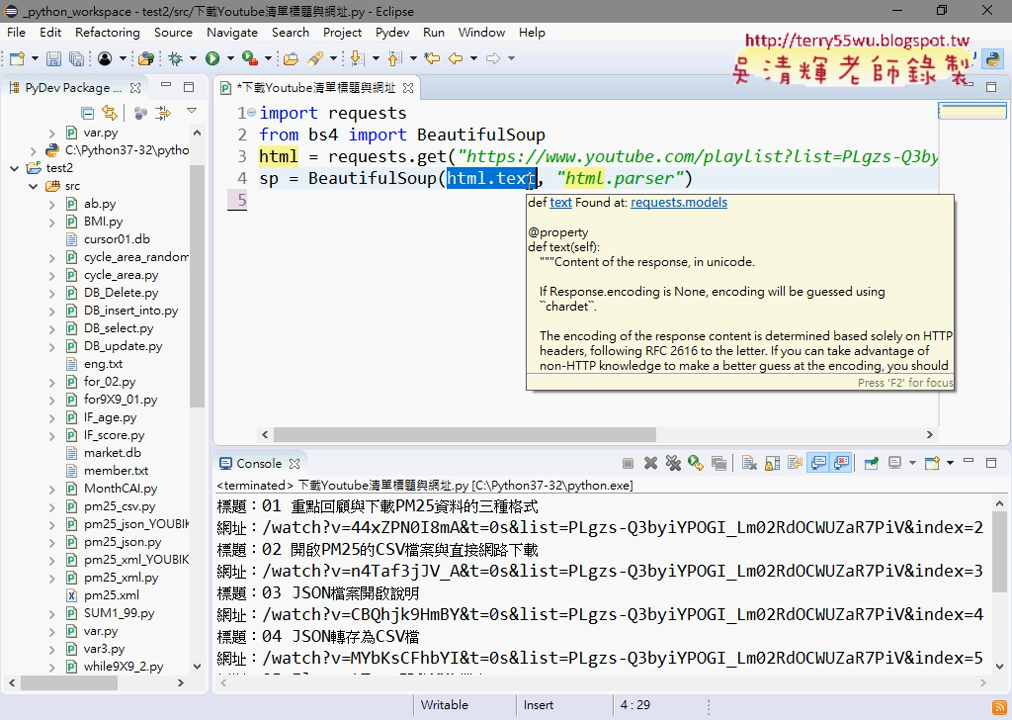 _python_workspace - test2/src/下載Youtube清單標題與網址.py - Eclipse
File Edit Refactoring Source Navigate Search Project Pydev Run Window Help
http://terry55wu.blogspot.tw
吳清輝老師錄製
PyDev Package ...
*下載Youtube清單標題與網址
var.py
C:\Python37-32\pytho
test2
src
ab.py
BMI.py
cursor01.db
cycle_area_random
cycle_area.py
DB_Delete.py
DB_insert_into.py
DB_select.py
DB_update.py
eng.txt
for_02.py
for9X9_01.py
IF_age.py
IF_score.py
market.db
member.txt
MonthCAl.py
pm25_csv.py
pm25_json_YOUBIK
pm25_json.py
pm25_xml_YOUBIK
pm25_xml.py
pm25.xml
SUM1_99.py
var.py
var3.py
while9X9_2.py
1 import requests
2 from bs4 import BeautifulSoup
3 html = requests.get("https://www.youtube.com/playlist?list=PLgzs-Q3by
4 sp = BeautifulSoup(html.text, "html.parser")
5
def text Found at: requests.models
@property
def text(self):
"""Content of the response, in unicode.
If Response.encoding is None, encoding will be guessed using
``chardet``.
The encoding of the response content is determined based solely on HTTP
headers, following RFC 2616 to the letter. If you can take advantage of
non-HTTP knowledge to make a better guess at the encoding, you should
Press 'F2' for focus
Console
<terminated> 下載Youtube清單標題與網址.py [C:\Python37-32\python.exe]
標題：01 重點回顧與下載PM25資料的三種格式
網址：/watch?v=44xZPN0I8mA&t=0s&list=PLgzs-Q3byiYPOGI_Lm02RdOCWUZaR7PiV&index=2
標題：02 開啟PM25的CSV檔案與直接網路下載
網址：/watch?v=n4Taf3jJV_A&t=0s&list=PLgzs-Q3byiYPOGI_Lm02RdOCWUZaR7PiV&index=3
標題：03 JSON檔案開啟說明
網址：/watch?v=CBQhjk9HmBY&t=0s&list=PLgzs-Q3byiYPOGI_Lm02RdOCWUZaR7PiV&index=4
標題：04 JSON轉存為CSV檔
網址：/watch?v=MYbKsCFhbYI&t=0s&list=PLgzs-Q3byiYPOGI_Lm02RdOCWUZaR7PiV&index=5
Writable Insert 4 : 29